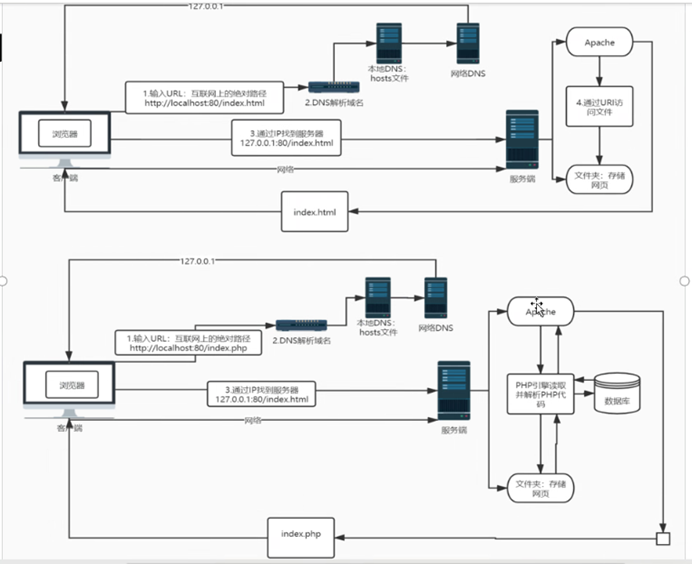 127.0.0.1
Apache
本地DNS：
hosts文件
网络DNS
1.输入URL：互联网上的绝对路径
http://localhost:80/index.html
2.DNS解析域名
4.通过URI访
问文件
浏览器
3.通过IP找到服务器
127.0.0.1:80/index.html
网络
客户端
服务端
文件夹：存储
网页
index.html
127.0.0.1
本地DNS：
hosts文件
网络DNS
Apache
1.输入URL：互联网上的绝对路径
http://localhost:80/index.php
2.DNS解析域名
浏览器
3.通过IP找到服务器
127.0.0.1:80/index.html
PHP引擎读取
并解析PHP代
码
数据库
网络
客户端
服务端
文件夹：存储
网页
index.php